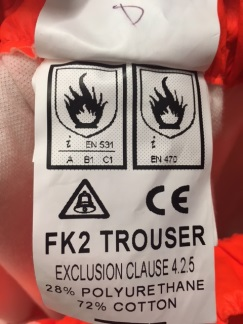 i
EN 531
A B1 C1
i
EN 470
CE
FK2 TROUSER
EXCLUSION CLAUSE 4.2.5
28% POLYURETHANE
72% COTTON